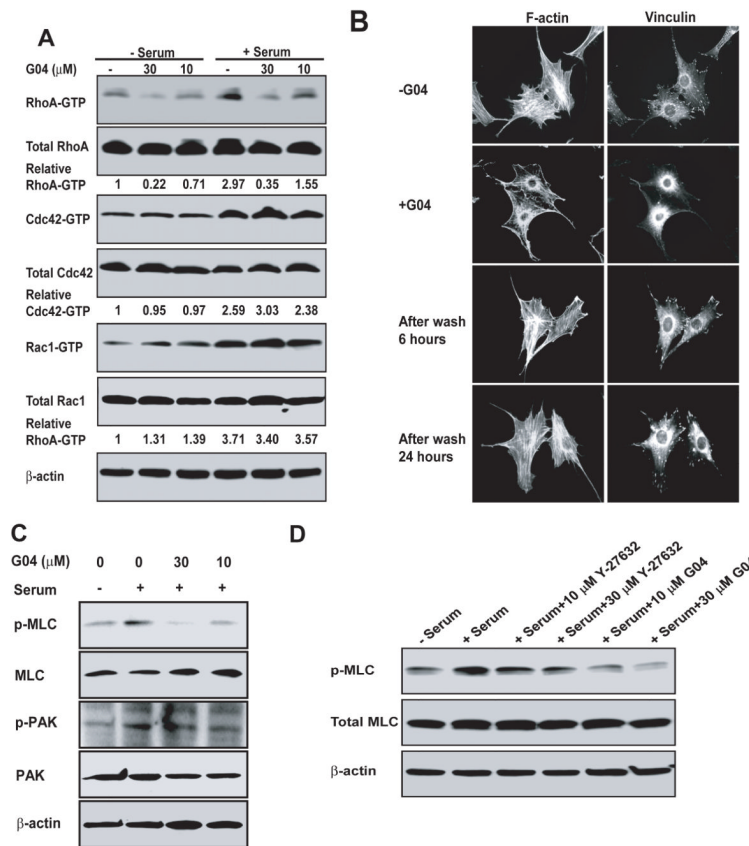 A
- Serum + Serum
G04 (μM) - 30 10 - 30 10
RhoA-GTP
Total RhoA
Relative
RhoA-GTP 1 0.22 0.71 2.97 0.35 1.55
Cdc42-GTP
Total Cdc42
Relative
Cdc42-GTP 1 0.95 0.97 2.59 3.03 2.38
Rac1-GTP
Total Rac1
Relative
RhoA-GTP 1 1.31 1.39 3.71 3.40 3.57
β-actin
B
F-actin Vinculin
-G04
+G04
After wash
6 hours
After wash
24 hours
C
G04 (μM) 0 0 30 10
Serum - + + +
p-MLC
MLC
p-PAK
PAK
β-actin
D
- Serum
+ Serum
+ Serum+10 μM Y-27632
+ Serum+30 μM Y-27632
+ Serum+10 μM G04
+ Serum+30 μM G04
p-MLC
Total MLC
β-actin